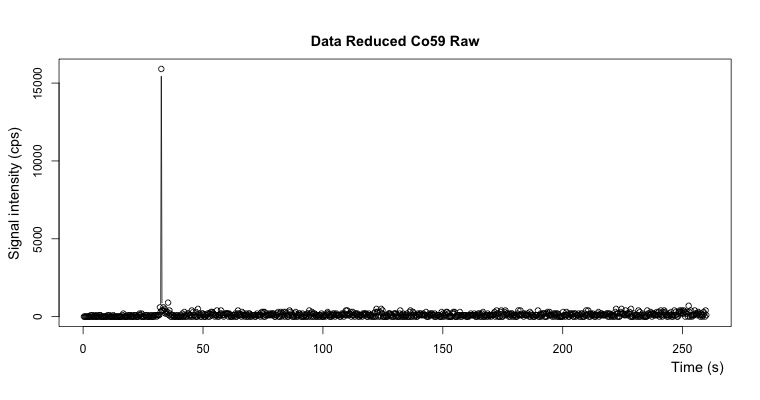 Data Reduced Co59 Raw
Signal intensity (cps)
15000
10000
5000
0
0 50 100 150 200 250
Time (s)